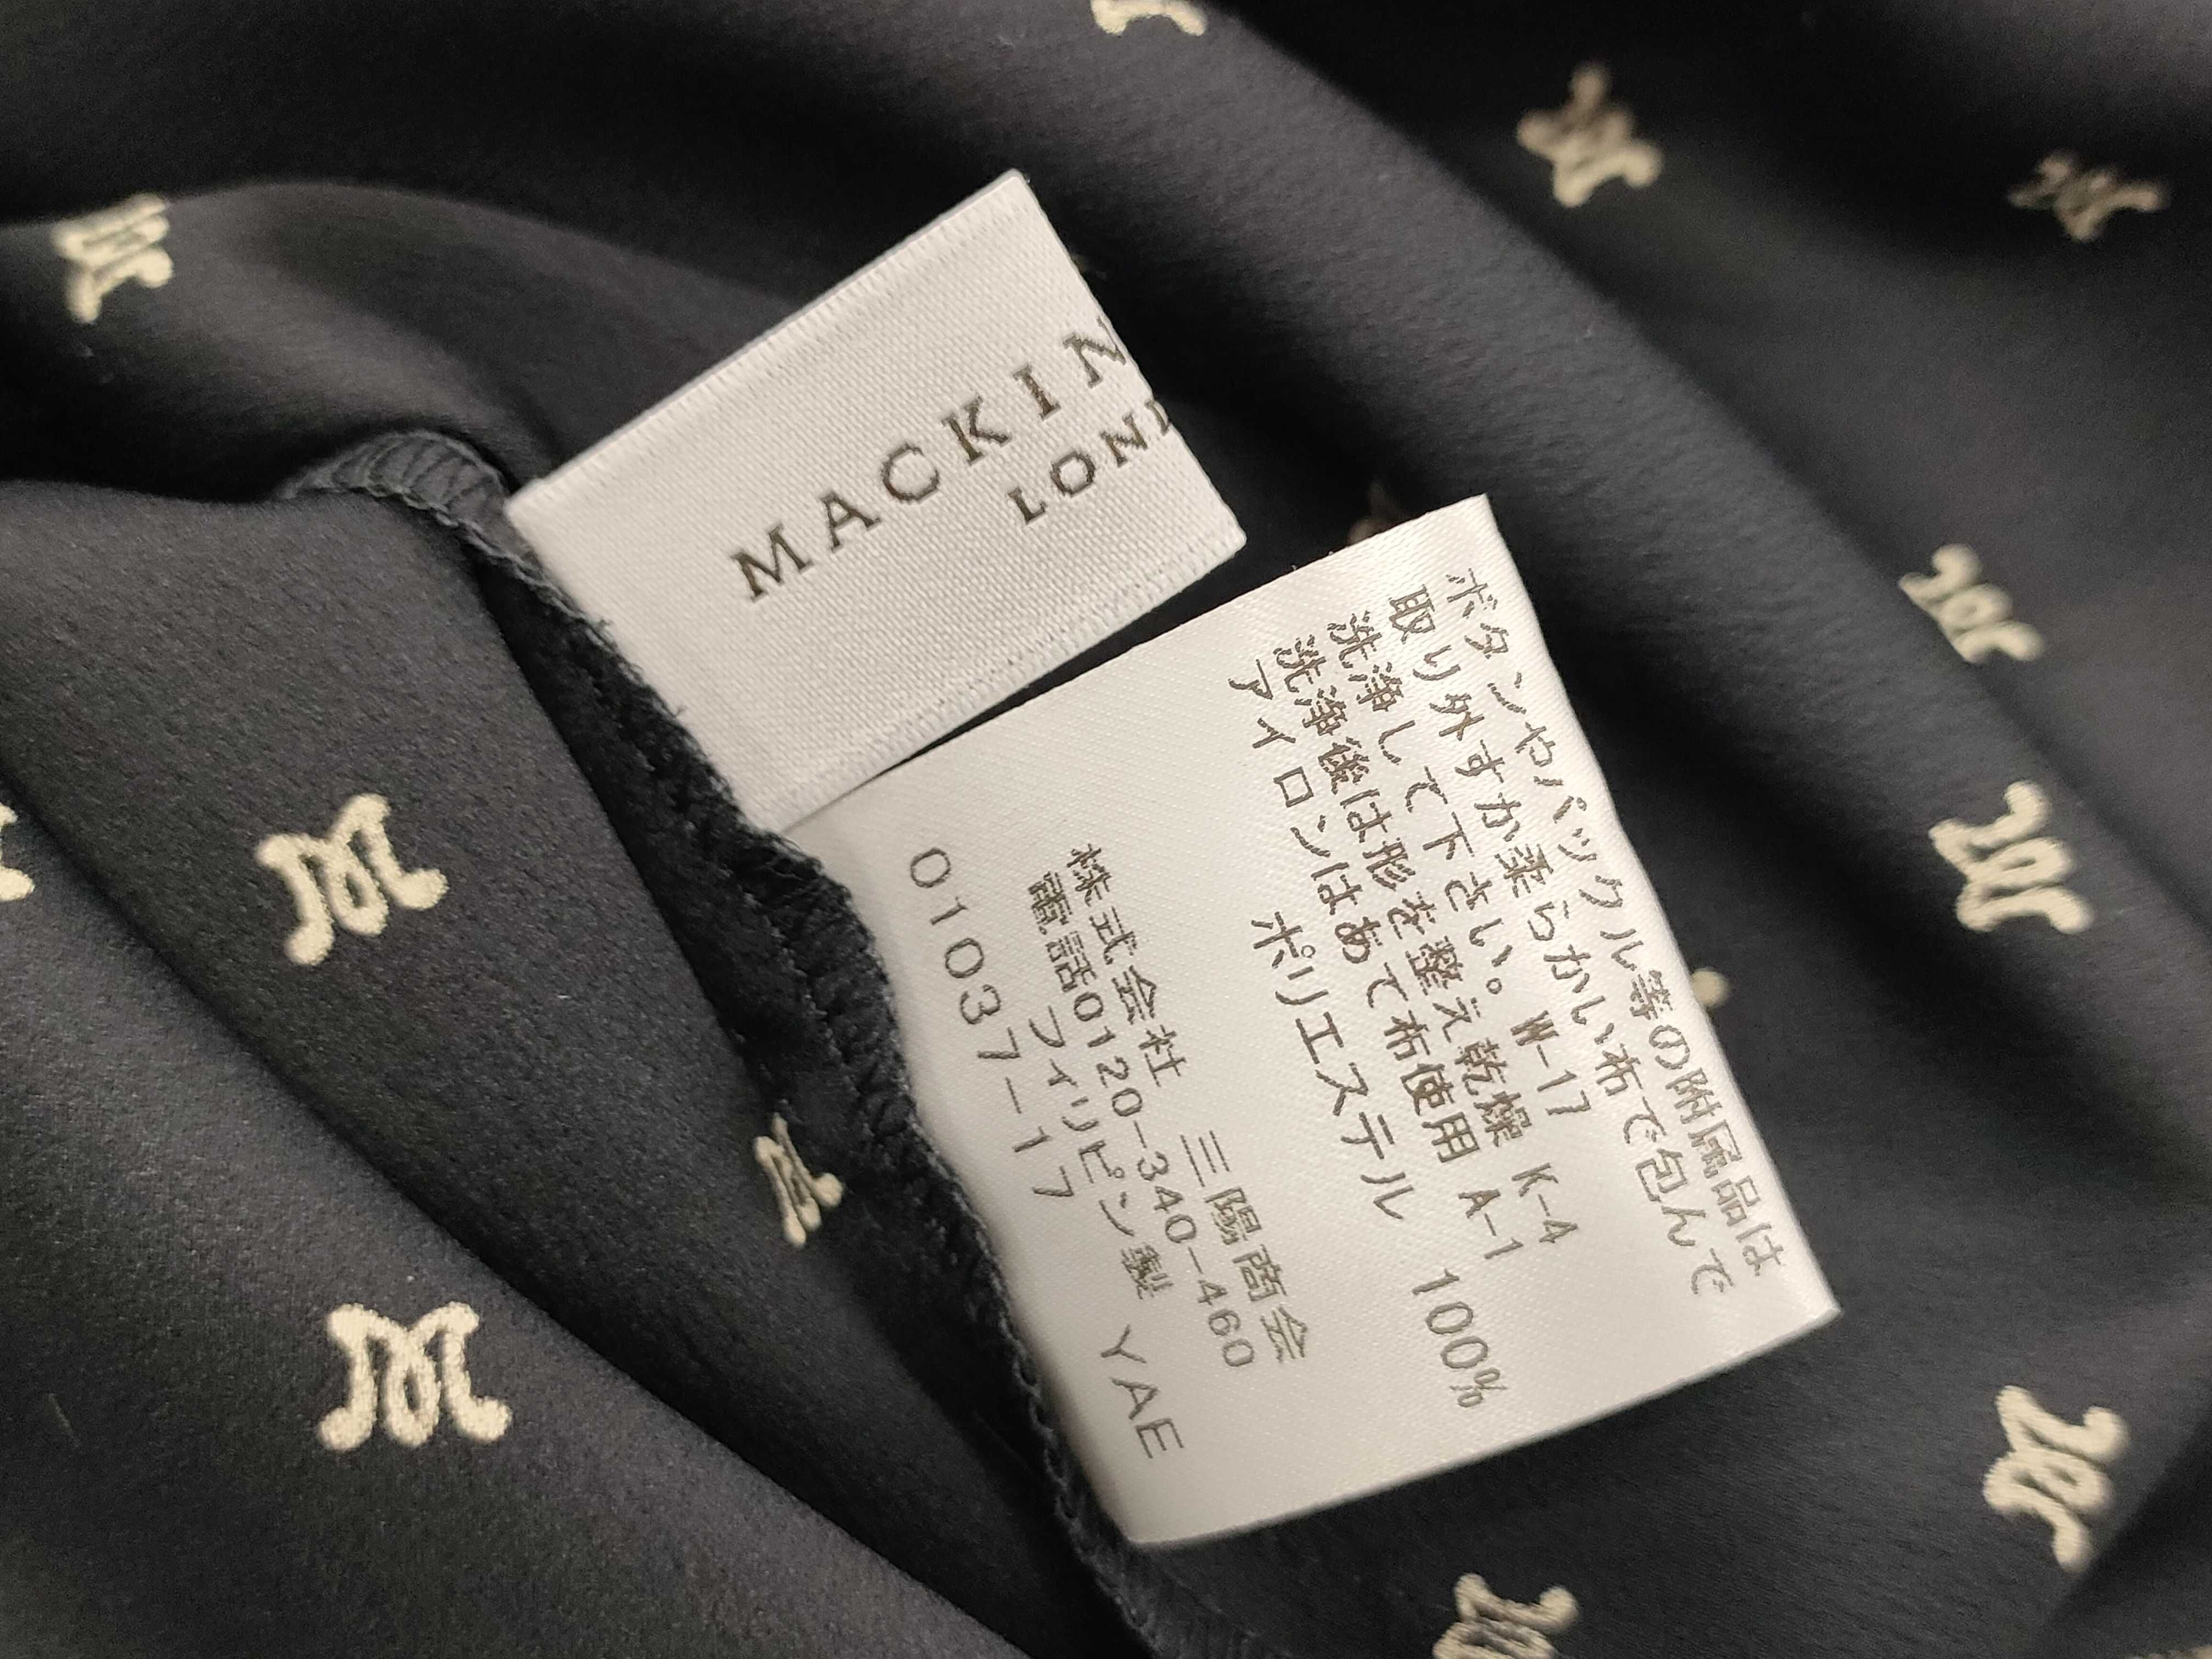 MACKIN
LOND
ボタンやバックル等の附属品は
取り外すか柔らかい布で包んで
洗浄して下さい。 W-17
洗浄後は形を整え乾燥 K-4
アイロンはあて布使用 A-1
ポリエステル 100%
株式会社 三陽商会
電話0120-340-460
フィリピン製 YAE
01037-17